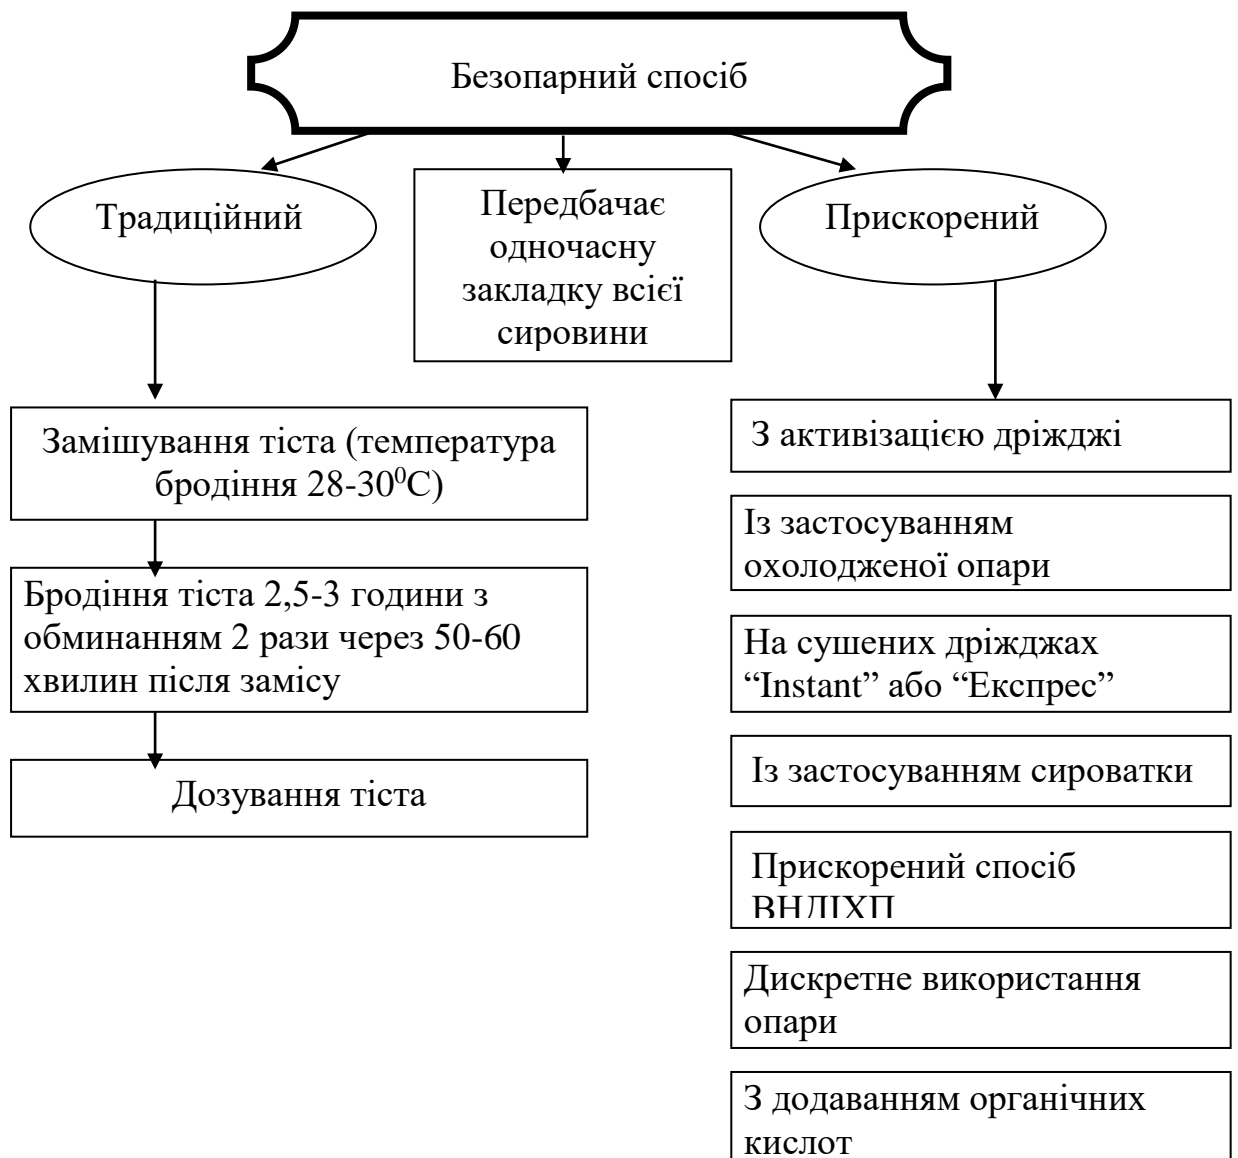 Безопарний спосіб
Традиційний
Передбачає
одночасну
закладку всієї
сировини
Прискорений
Замішування тіста (температура
бродіння 28-30⁰С)
Бродіння тіста 2,5-3 години з
обминанням 2 рази через 50-60
хвилин після замісу
Дозування тіста
З активізацією дріжджі
Із застосуванням
охолодженої опари
На сушених дріжджах
“Instant” або “Експрес”
Із застосуванням сироватки
Прискорений спосіб
ВНДІХП
Дискретне використання
опари
З додаванням органічних
кислот